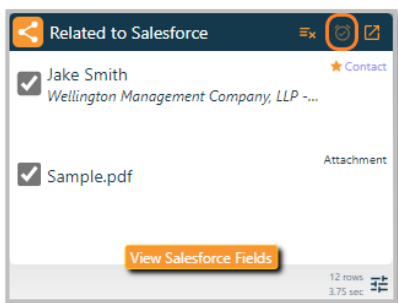 Related to Salesforce
Jake Smith
Contact
Wellington Management Company, LLP -...
Attachment
Sample.pdf
View Salesforce Fields
12 rows
3.75 sec